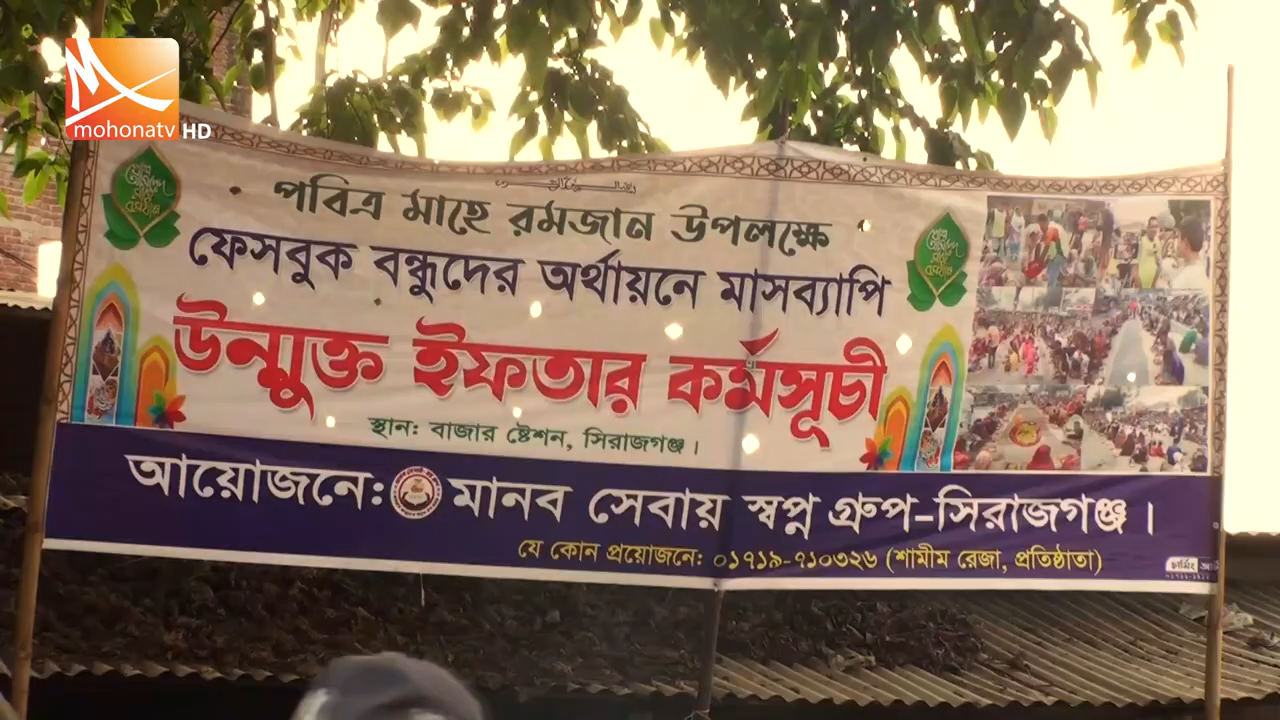 mohonatv HD
পবিত্র মাহে রমজান উপলক্ষে
ফেসবুক বন্ধুদের অর্থায়নে মাসব্যাপি
উন্মুক্ত ইফতার কর্মসূচী
স্থান: বাজার ষ্টেশন, সিরাজগঞ্জ।
আয়োজনে: মানব সেবায় স্বপ্ন গ্রুপ-সিরাজগঞ্জ।
যে কোন প্রয়োজনে: ০১৭১৯-৭১০৩২৬ (শামীম রেজা, প্রতিষ্ঠাতা)